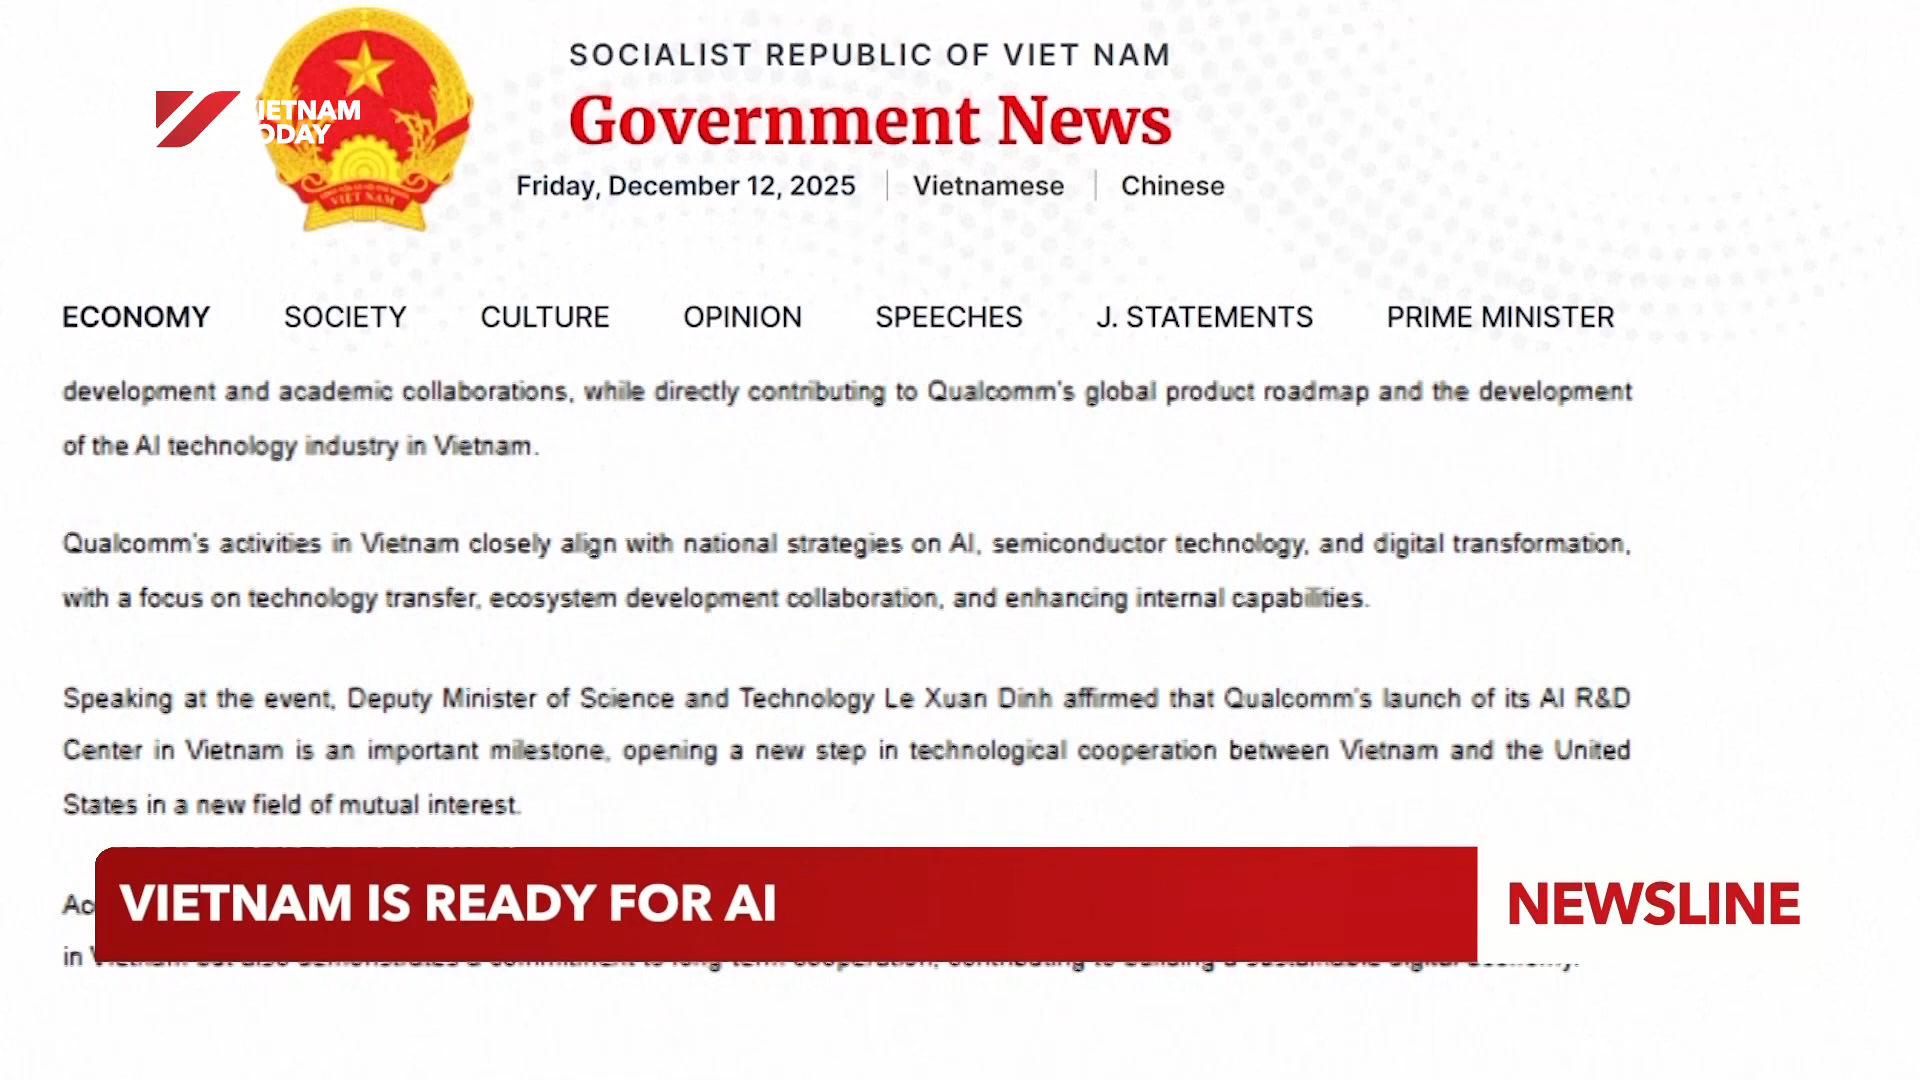 SOCIALIST REPUBLIC OF VIET NAM
Government News
VIETNAM
TODAY
VIET NAM
Friday, December 12, 2025 | Vietnamese | Chinese
ECONOMY SOCIETY CULTURE OPINION SPEECHES J. STATEMENTS PRIME MINISTER
development and academic collaborations, while directly contributing to Qualcomm's global product roadmap and the development
of the AI technology industry in Vietnam.
Qualcomm's activities in Vietnam closely align with national strategies on AI, semiconductor technology, and digital transformation,
with a focus on technology transfer, ecosystem development collaboration, and enhancing internal capabilities.
Speaking at the event, Deputy Minister of Science and Technology Le Xuan Dinh affirmed that Qualcomm's launch of its AI R&D
Center in Vietnam is an important milestone, opening a new step in technological cooperation between Vietnam and the United
States in a new field of mutual interest.
VIETNAM IS READY FOR AI
NEWSLINE
in